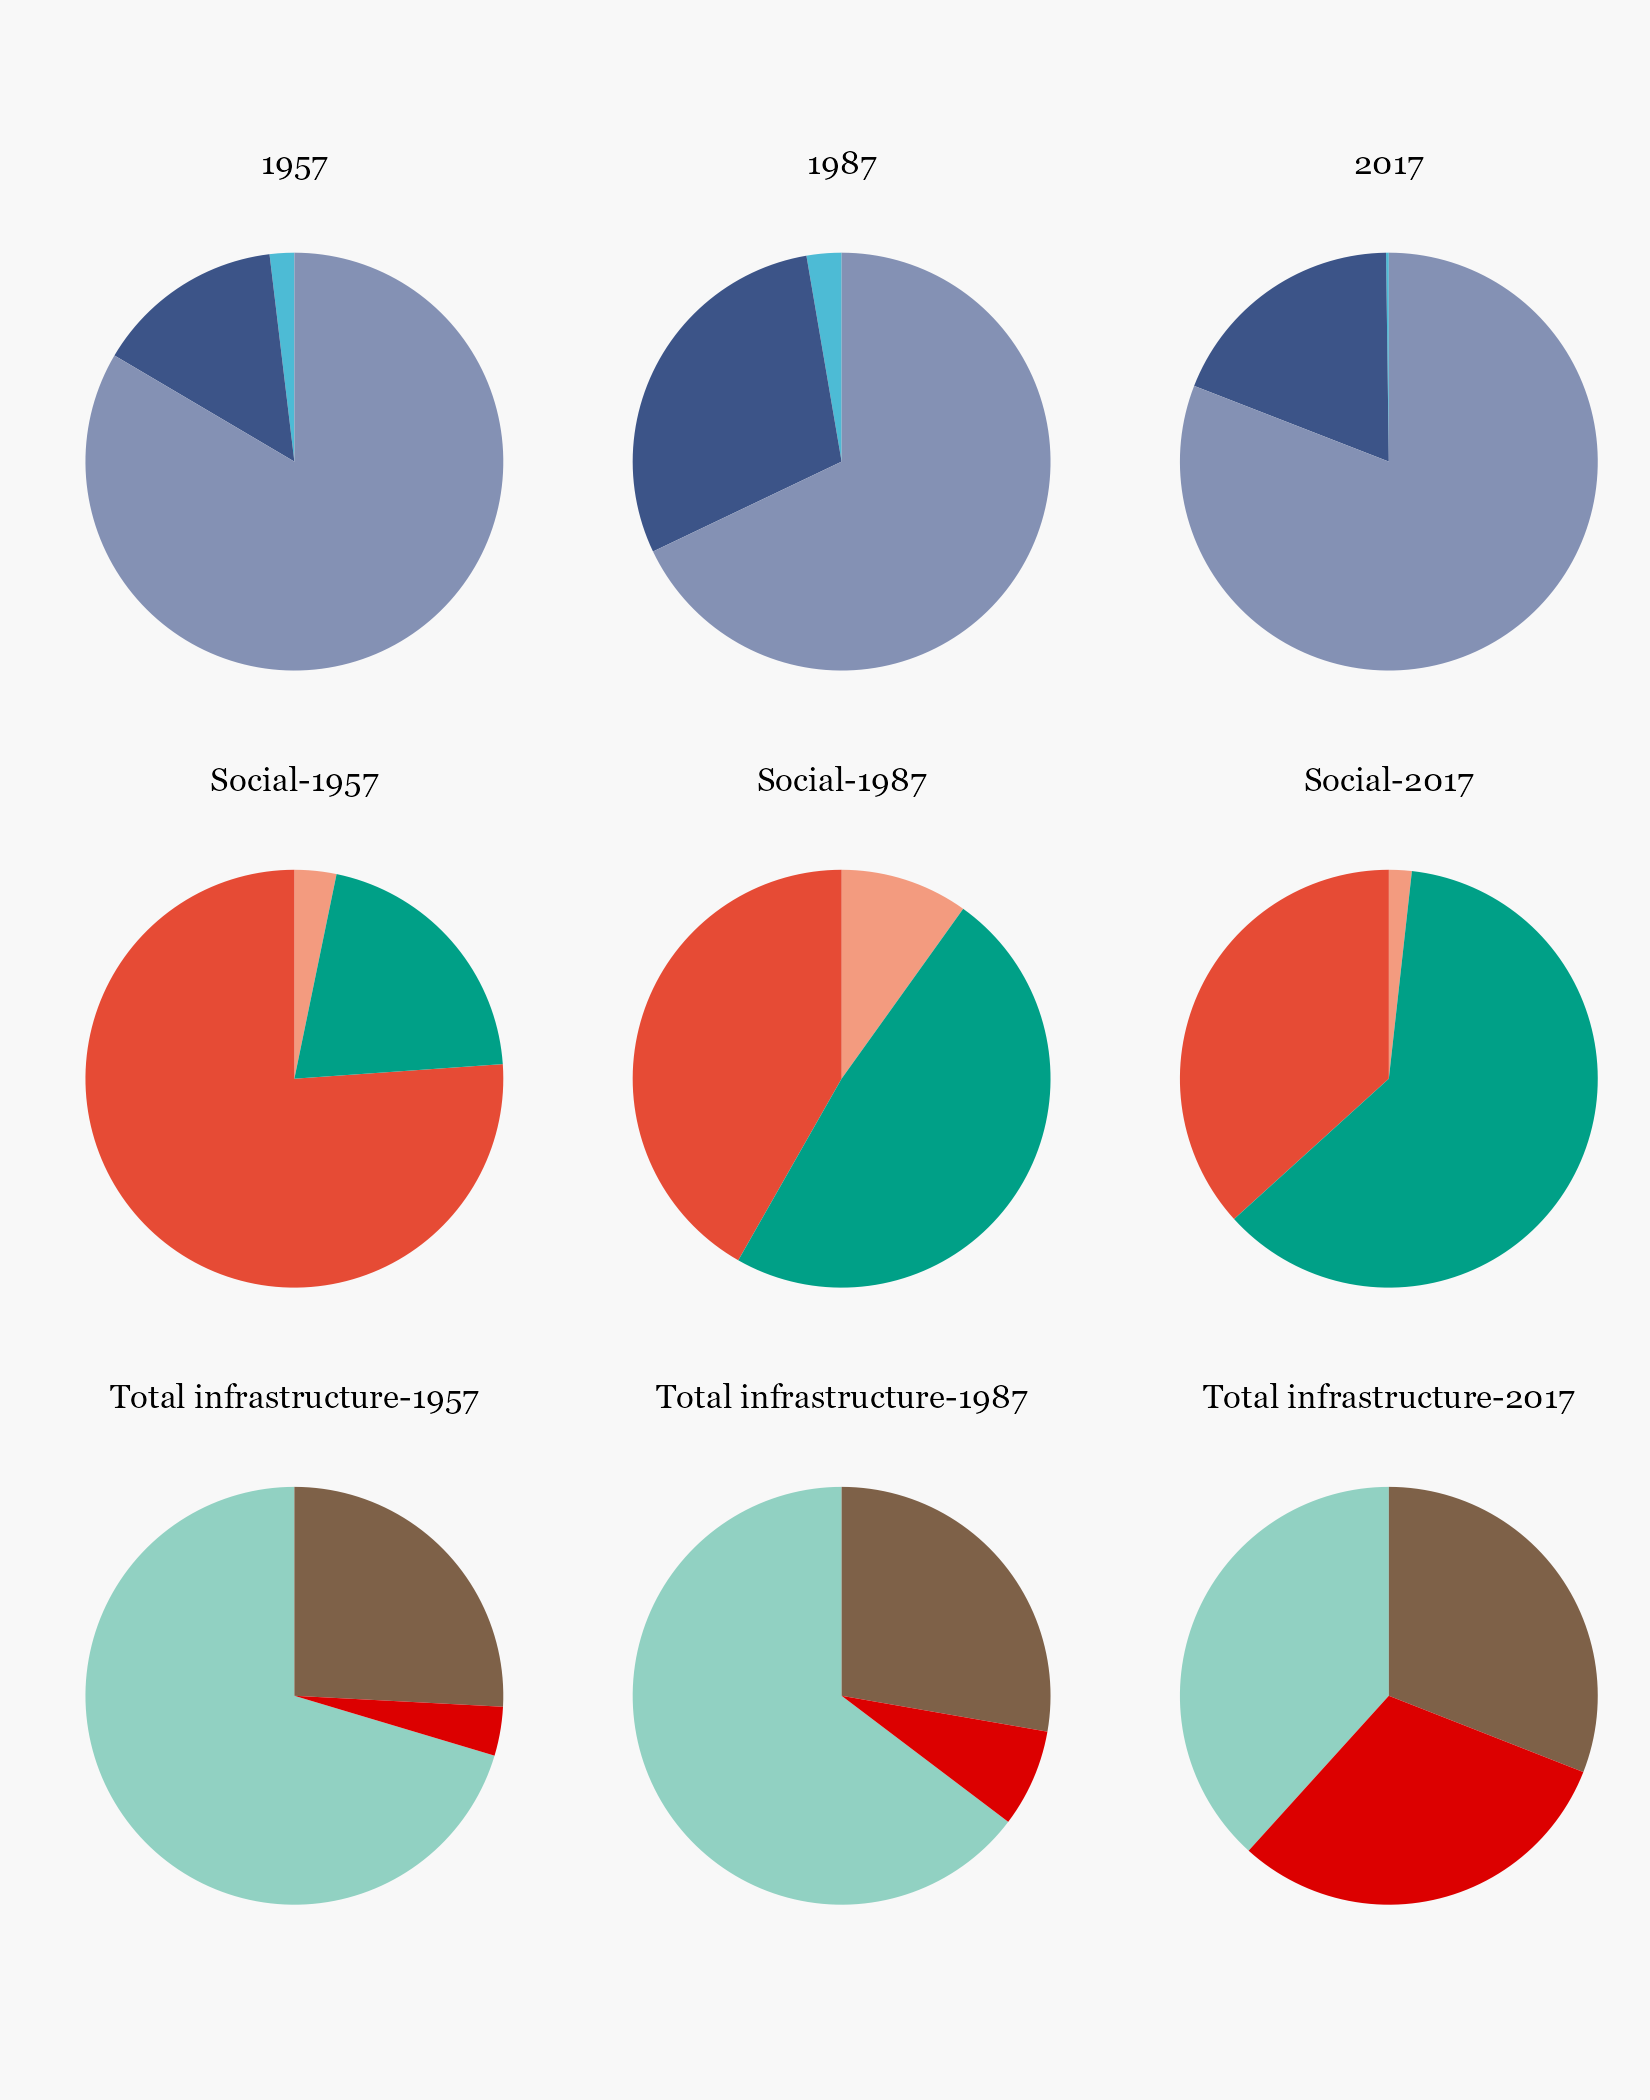 1957
1987
2017
Social-1957
Social-1987
Social-2017
Total infrastructure-1957
Total infrastructure-1987
Total infrastructure-2017